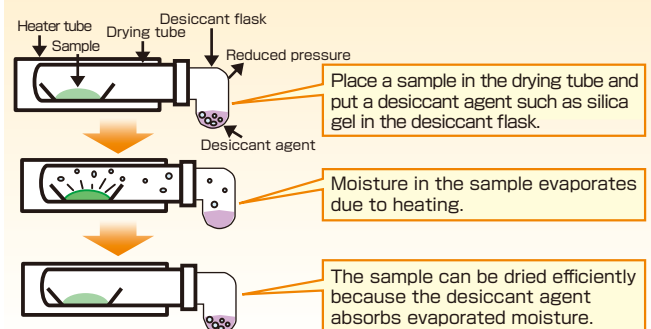 Desiccant flask
Heater tube
Drying tube
Sample
Reduced pressure
Place a sample in the drying tube and
put a desiccant agent such as silica
gel in the desiccant flask.
Desiccant agent
Moisture in the sample evaporates
due to heating.
The sample can be dried efficiently
because the desiccant agent
absorbs evaporated moisture.